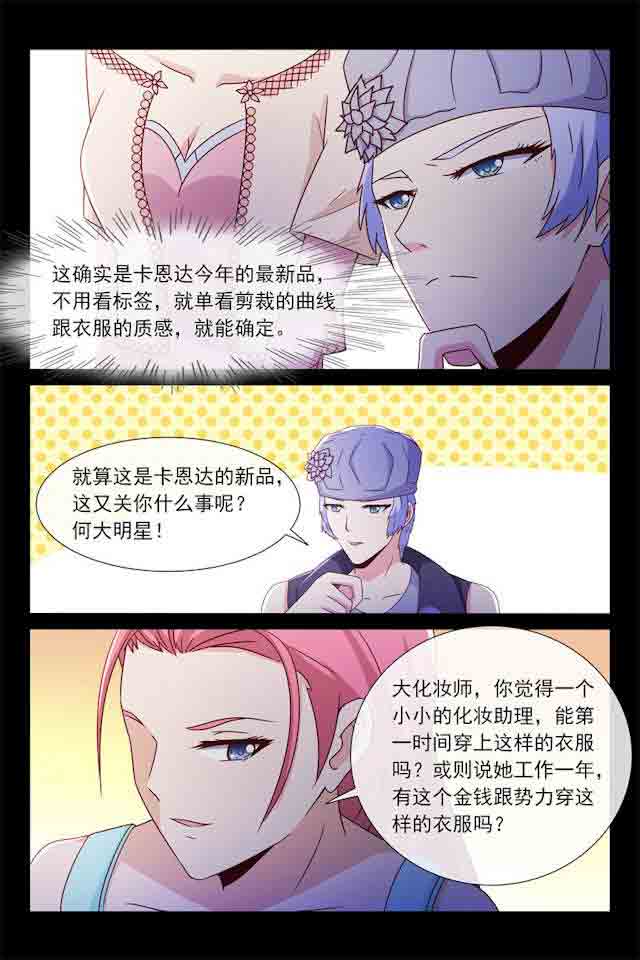 这确实是卡恩达今年的最新品，
不用看标签，就单看剪裁的曲线
跟衣服的质感，就能确定。
就算这是卡恩达的新品，
这又关你什么事呢？
何大明星！
大化妆师，你觉得一个
小小的化妆助理，能第
一时间穿上这样的衣服
吗？或则说她工作一年，
有这个金钱跟势力穿这
样的衣服吗？